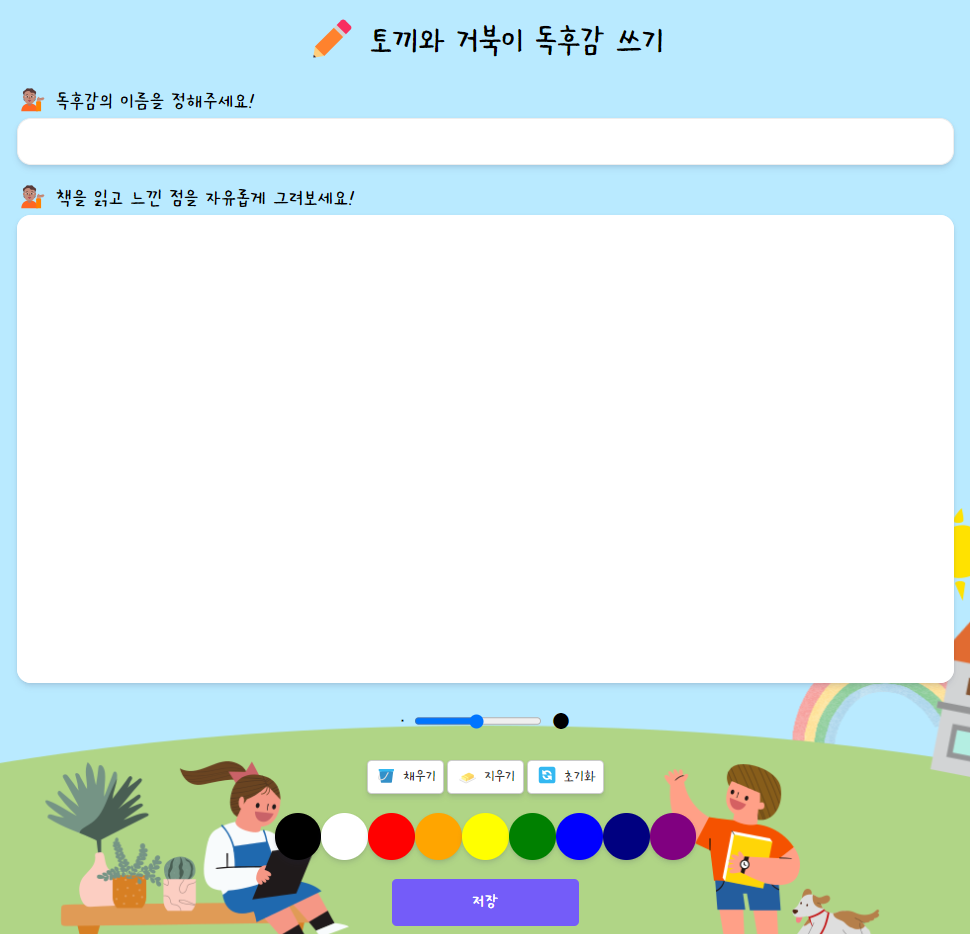 토끼와 거북이 독후감 쓰기
독후감의 이름을 정해주세요!
책을 읽고 느낀 점을 자유롭게 그려보세요!
채우기 지우기 초기화
저장